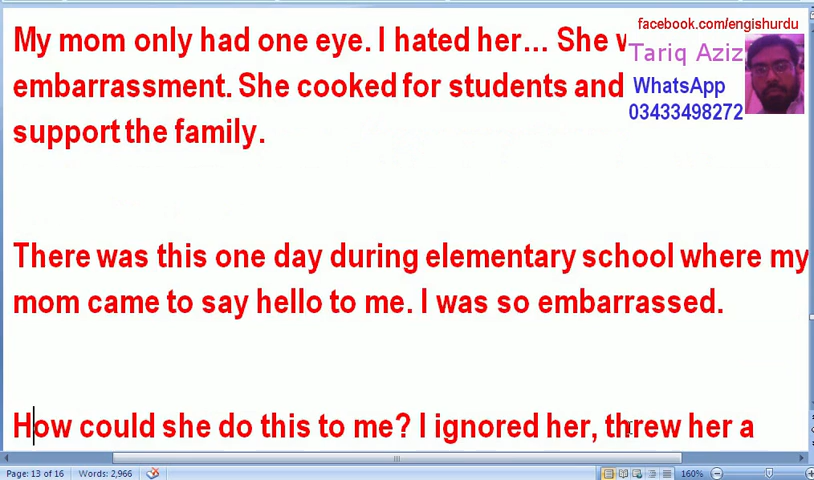 facebook.com/engishurdu
My mom only had one eye. I hated her... She
Tariq Aziz
embarrassment. She cooked for students and
WhatsApp
support the family.
03433498272
There was this one day during elementary school where my
mom came to say hello to me. I was so embarrassed.
How could she do this to me? I ignored her, threw her a
Page: 13 of 16
Words: 2,966
160%